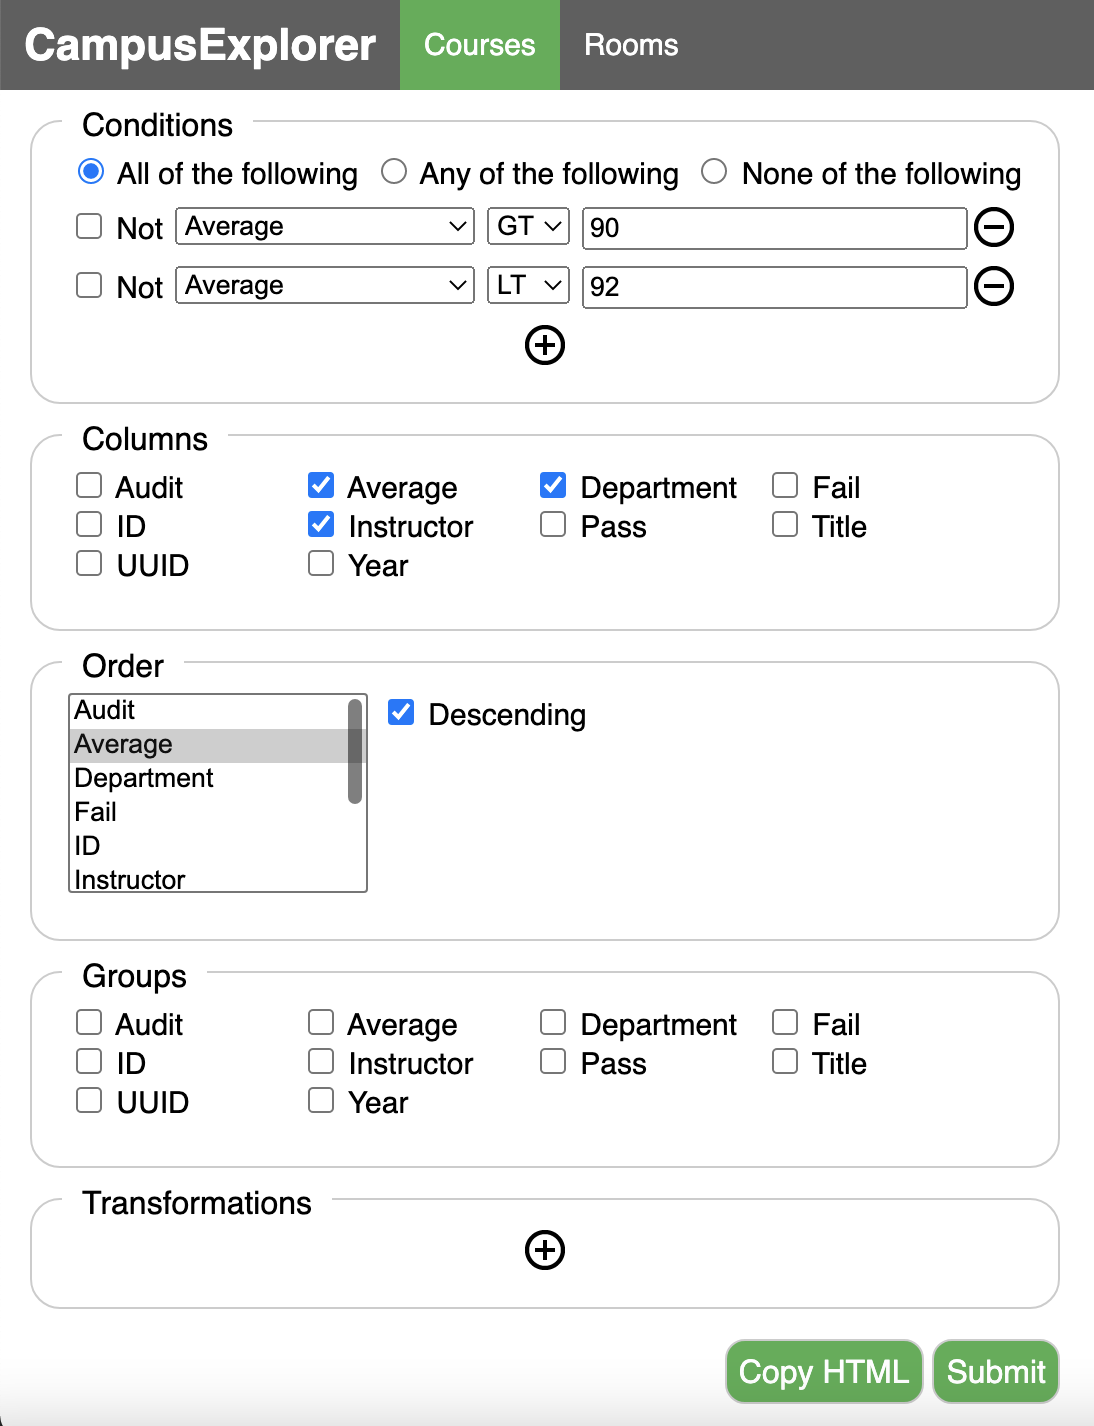 CampusExplorer Courses Rooms
Conditions
All of the following Any of the following None of the following
Not Average GT 90
Not Average LT 92
Columns
Audit Average Department Fail
ID Instructor Pass Title
UUID Year
Order
Audit
Average
Department
Fail
ID
Instructor
Descending
Groups
Audit Average Department Fail
ID Instructor Pass Title
UUID Year
Transformations
Copy HTML Submit